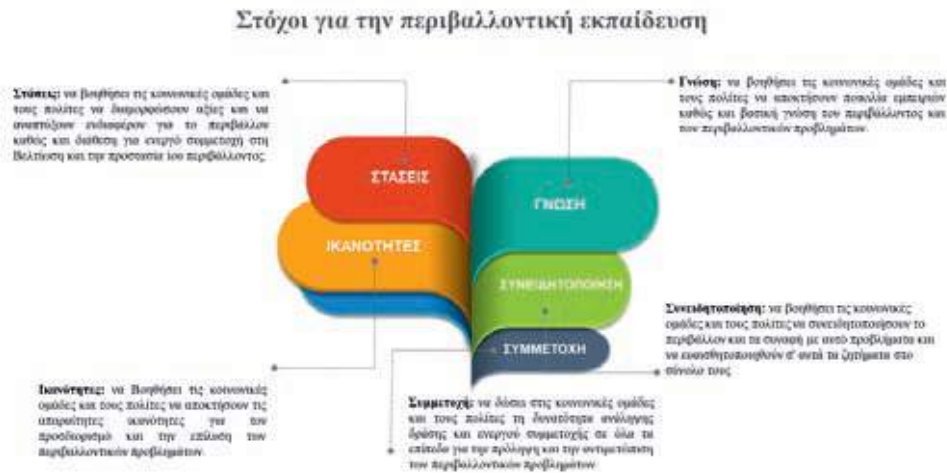 Στόχοι για την περιβαλλοντική εκπαίδευση
Στάσεις: να βοηθήσει τις κοινωνικές ομάδες και
τους πολίτες να διαμορφώσουν αξίες και να
αναπτύξουν ενδιαφέρον για το περιβάλλον
καθώς και διάθεση για ενεργό συμμετοχή στη
Βελτίωση και την προστασία του περιβάλλοντος.
Γνώση: να βοηθήσει τις κοινωνικές ομάδες και
τους πολίτες να αποκτήσουν ποικιλία εμπειριών
καθώς και βασική γνώση του περιβάλλοντος και
των περιβαλλοντικών προβλημάτων.
ΣΤΑΣΕΙΣ
ΓΝΩΣΗ
ΙΚΑΝΟΤΗΤΕΣ
ΣΥΝΕΙΔΗΤΟΠΟΙΗΣΗ
ΣΥΜΜΕΤΟΧΗ
Συνειδητοποίηση: να βοηθήσει τις κοινωνικές
ομάδες και τους πολίτες να συνειδητοποιήσουν το
περιβάλλον και τα συναφή με αυτό προβλήματα και
να ευαισθητοποιηθούν σ' αυτά τα ζητήματα στο
σύνολο τους
Ικανότητες: να Βοηθήσει τις κοινωνικές
ομάδες και τους πολίτες να αποκτήσουν τις
απαραίτητες ικανότητες για τον
προσδιορισμό και την επίλυση των
περιβαλλοντικών προβλημάτων.
Συμμετοχή: να δώσει στις κοινωνικές ομάδες
και τους πολίτες τη δυνατότητα ανάληψης
δράσης και ενεργού συμμετοχής σε όλα τα
επίπεδα για την πρόληψη και την αντιμετώπιση
των περιβαλλοντικών προβλημάτων